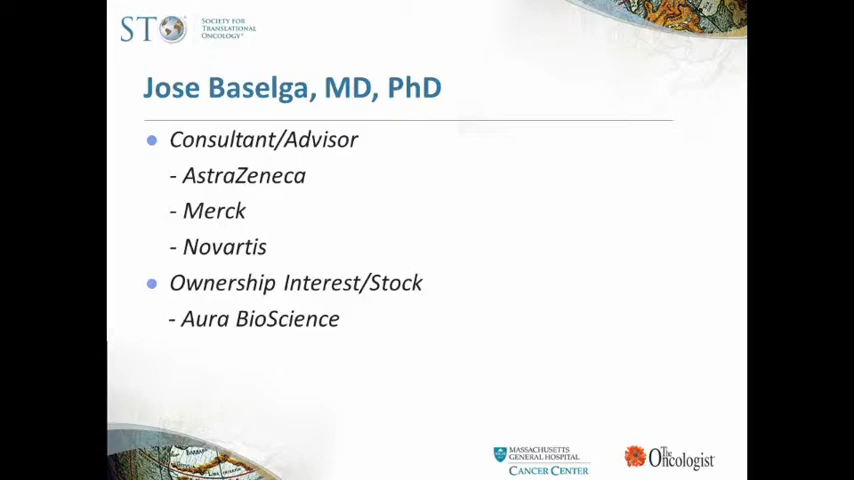 STO
SOCIETY FOR
TRANSLATIONAL
ONCOLOGY
Jose Baselga, MD, PhD
● Consultant/Advisor
- AstraZeneca
- Merck
- Novartis
● Ownership Interest/Stock
- Aura BioScience
MASSACHUSETTS
GENERAL HOSPITAL
CANCER CENTER
The
Oncologist